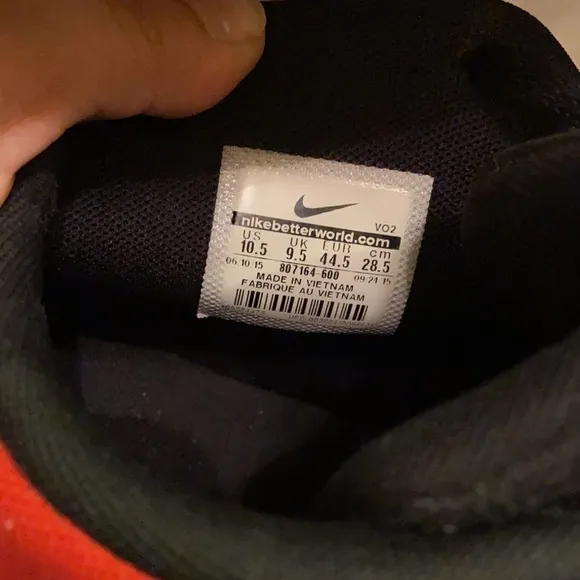 VO2
nikebetterworld.com
US UK EUR cm
10.5 9.5 44.5 28.5
06.10.15 807164-600 09.24.15
MADE IN VIETNAM
FABRIQUE AU VIETNAM